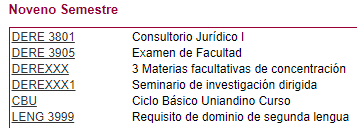 Noveno Semestre
DERE 3801 Consultorio Jurídico I
DERE 3905 Examen de Facultad
DEREXXX 3 Materias facultativas de concentración
DEREXXX1 Seminario de investigación dirigida
CBU Ciclo Básico Uniandino Curso
LENG 3999 Requisito de dominio de segunda lengua